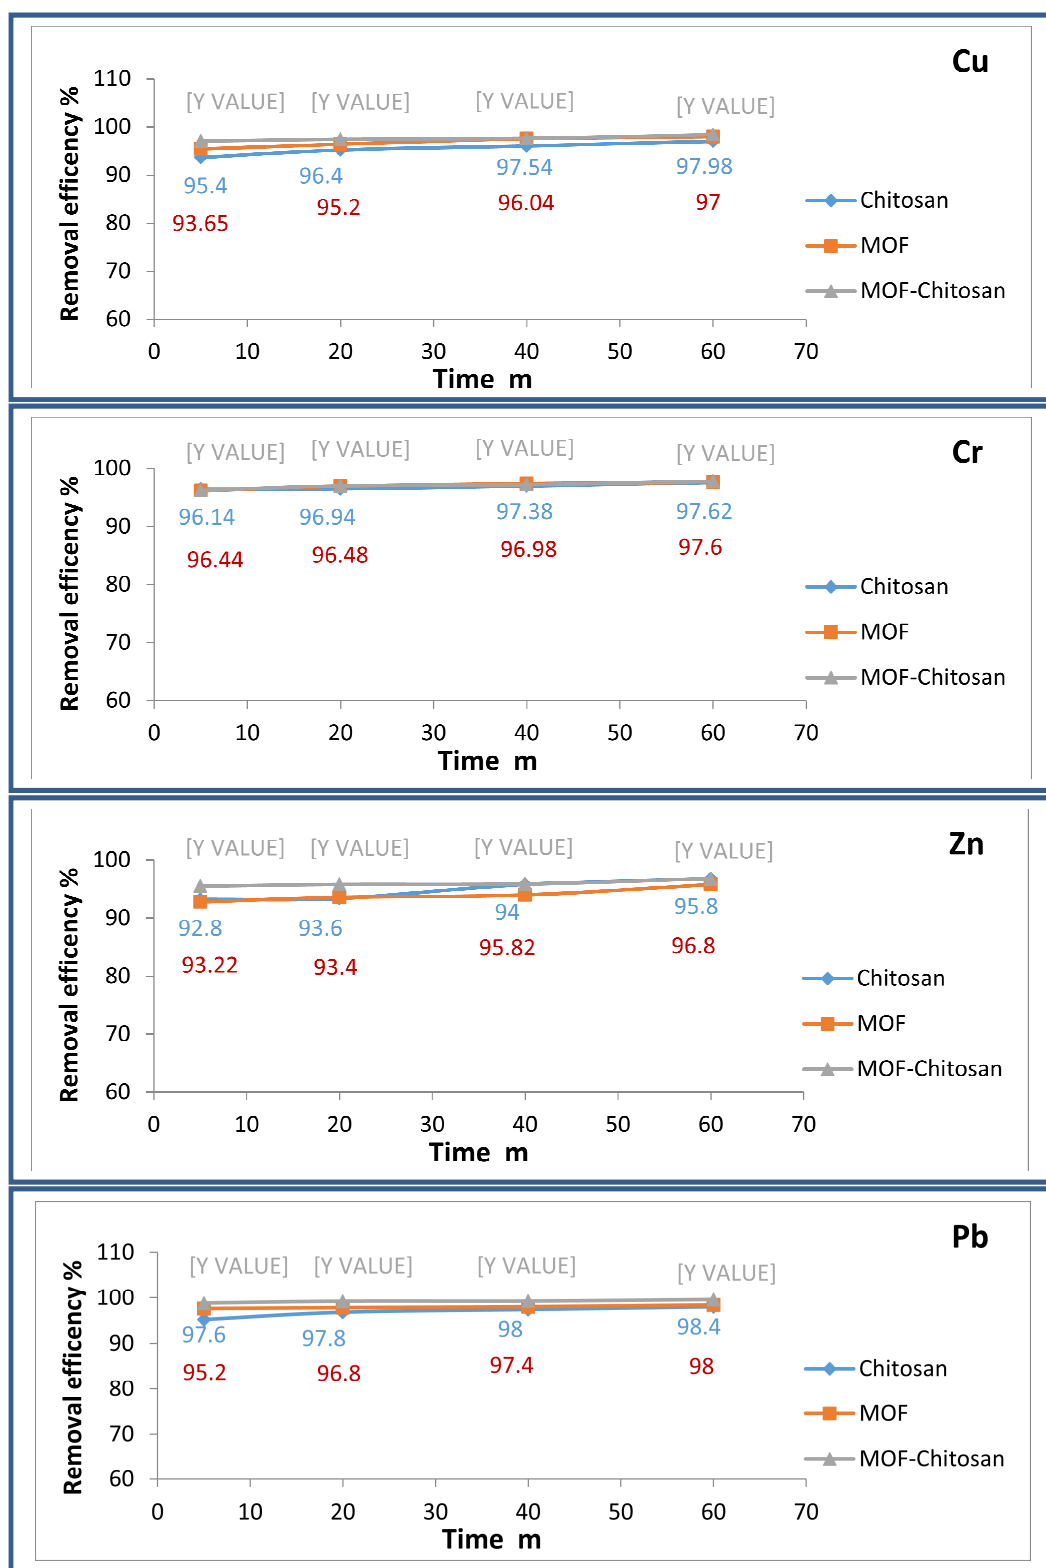 Cu
Removal efficency %
110
100
90
80
70
60
[Y VALUE] [Y VALUE] [Y VALUE] [Y VALUE]
95.4 96.4 97.54 97.98
93.65 95.2 96.04 97
Chitosan
MOF
MOF-Chitosan
0 10 20 30 40 50 60 70
Time m
Cr
Removal efficency %
100
90
80
70
60
[Y VALUE] [Y VALUE] [Y VALUE] [Y VALUE]
96.14 96.94 97.38 97.62
96.44 96.48 96.98 97.6
Chitosan
MOF
MOF-Chitosan
0 10 20 30 40 50 60 70
Time m
Zn
Removal efficency %
100
90
80
70
60
[Y VALUE] [Y VALUE] [Y VALUE] [Y VALUE]
92.8 93.6 94 95.8
93.22 93.4 95.82 96.8
Chitosan
MOF
MOF-Chitosan
0 10 20 30 40 50 60 70
Time m
Pb
Removal efficency %
110
100
90
80
70
60
[Y VALUE] [Y VALUE] [Y VALUE] [Y VALUE]
97.6 97.8 98 98.4
95.2 96.8 97.4 98
Chitosan
MOF
MOF-Chitosan
0 10 20 30 40 50 60 70
Time m